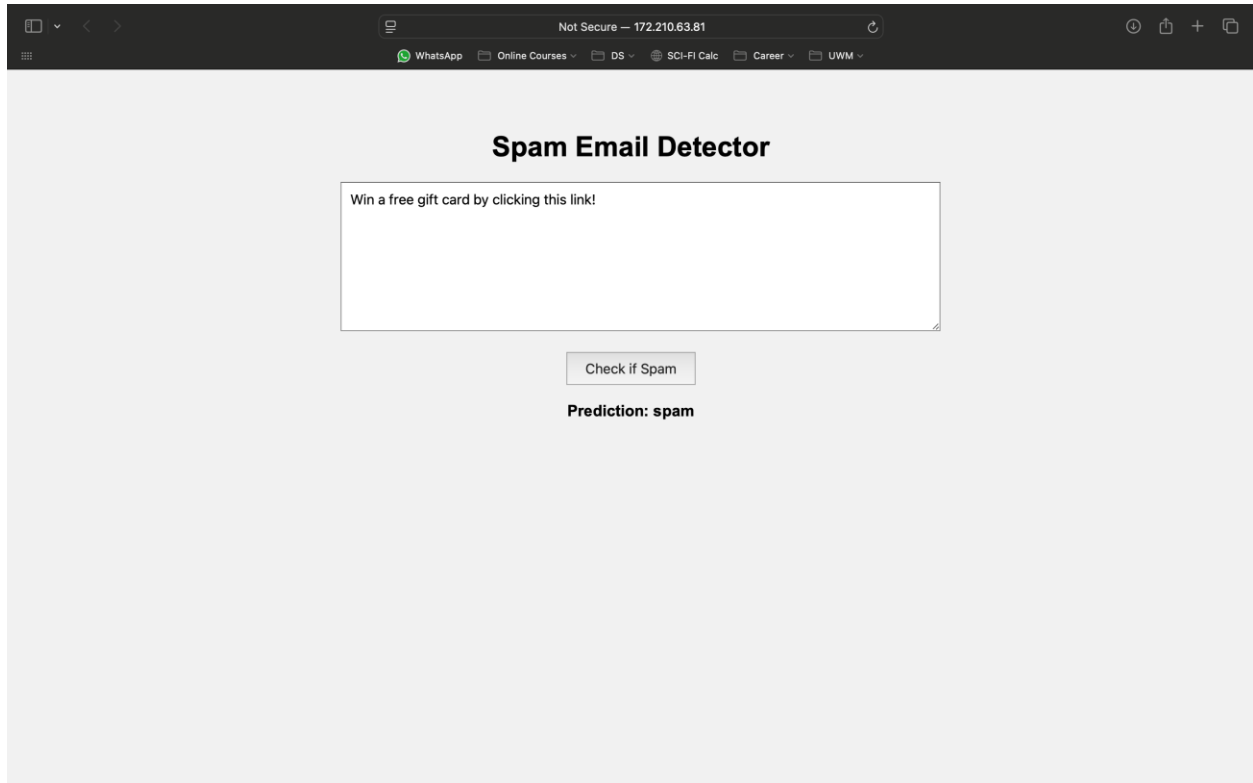 Not Secure — 172.210.63.81
WhatsApp Online Courses DS SCI-FI Calc Career UWM
Spam Email Detector
Win a free gift card by clicking this link!
Check if Spam
Prediction: spam